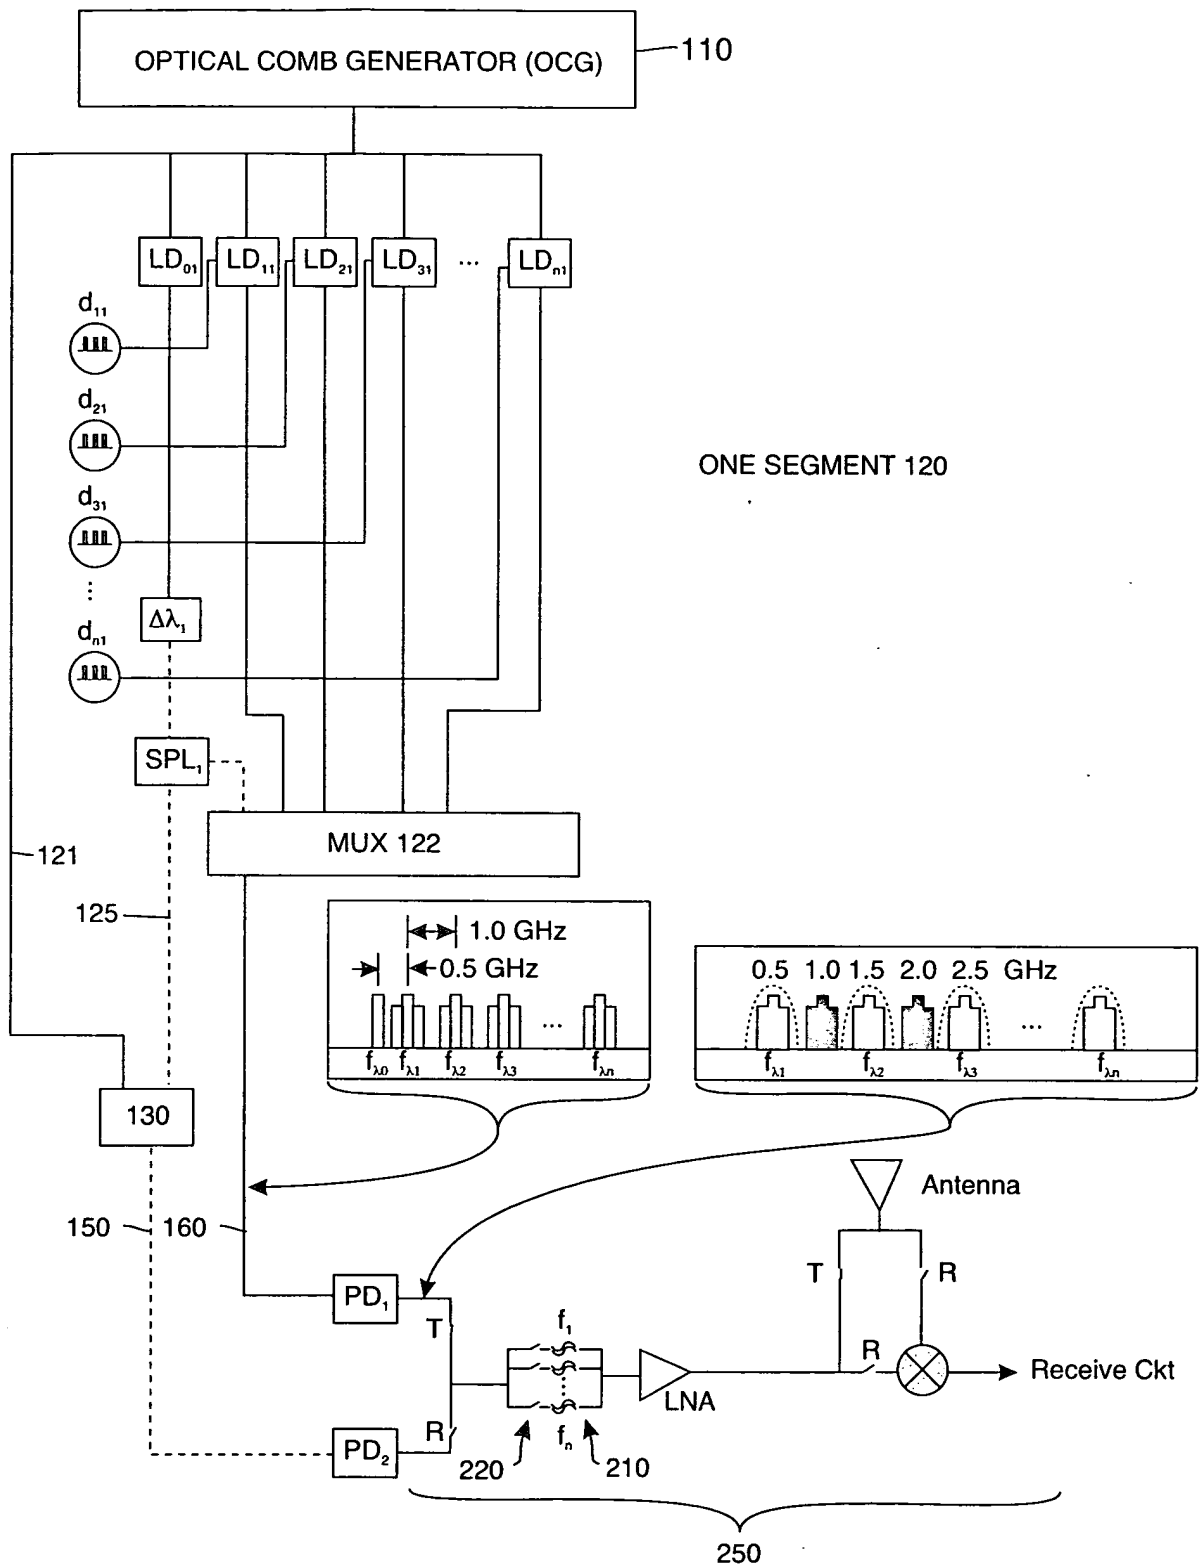 OPTICAL COMB GENERATOR (OCG)
110
LD₀₁ LD₁₁ LD₂₁ LD₃₁ ... LDₙ₁
d₁₁
d₂₁
ONE SEGMENT 120
d₃₁
...
Δλ₁
dₙ₁
SPL₁
MUX 122
121
125
1.0 GHz
0.5 GHz
...
fλ0 fλ1 fλ2 fλ3 fλn
0.5 1.0 1.5 2.0 2.5 GHz
...
fλ1 fλ2 fλ3 fλn
130
Antenna
150
160
T R
PD₁
T
f₁
R
Receive Ckt
LNA
R
fₙ
PD₂
220
210
250